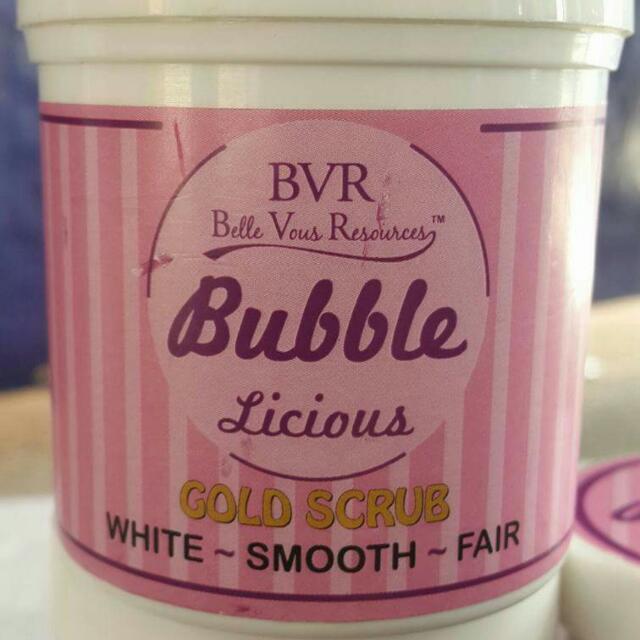 BVR
Belle Vous Resources™
Bubble
Licious
GOLD SCRUB
WHITE ~ SMOOTH ~ FAIR